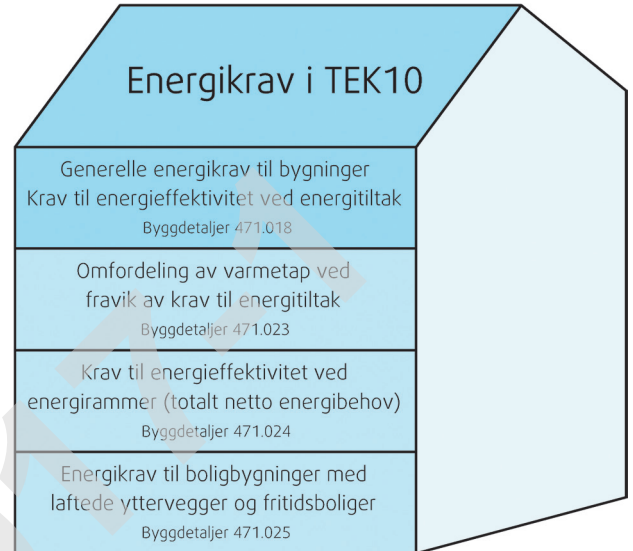 Energikrav i TEK10
Generelle energikrav til bygninger
Krav til energieffektivitet ved energitiltak
Byggdetaljer 471.018
Omfordeling av varmetap ved
fravik av krav til energitiltak
Byggdetaljer 471.023
Krav til energieffektivitet ved
energirammer (totalt netto energibehov)
Byggdetaljer 471.024
Energikrav til boligbygninger med
laftede yttervegger og fritidsboliger
Byggdetaljer 471.025